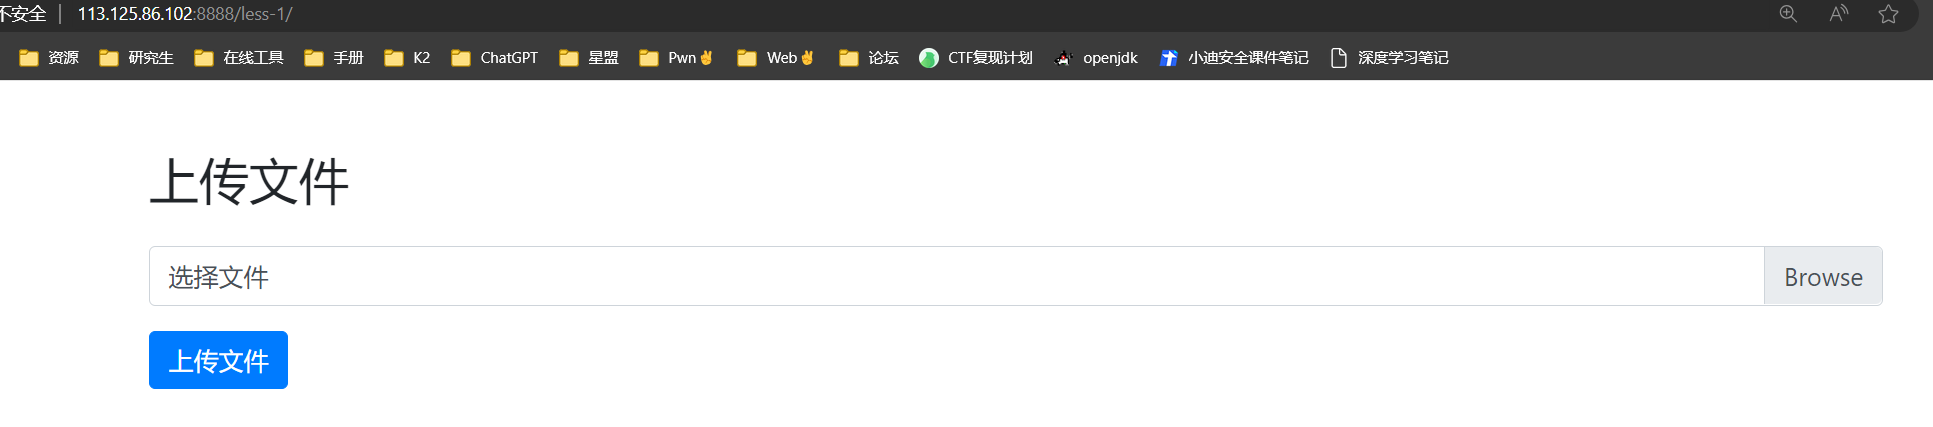 不安全 113.125.86.102:8888/less-1/
资源 研究生 在线工具 手册 K2 ChatGPT 星盟 Pwn✌ Web✌ 论坛 CTF复现计划 openjdk 小迪安全课件笔记 深度学习笔记
上传文件
选择文件 Browse
上传文件